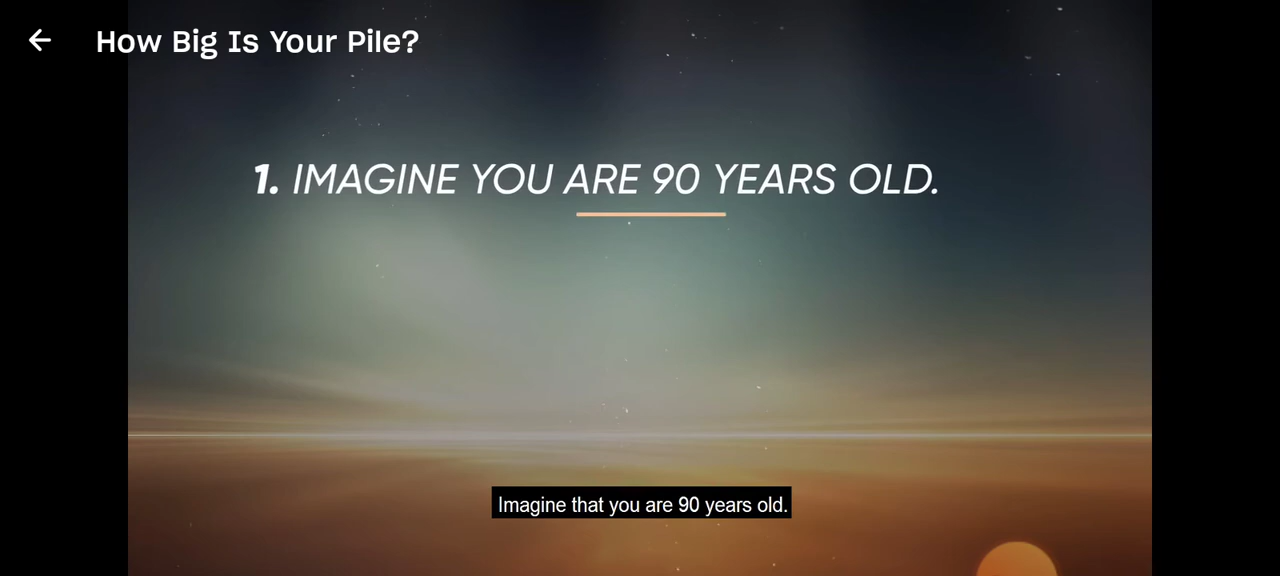 How Big Is Your Pile?
1. IMAGINE YOU ARE 90 YEARS OLD.
Imagine that you are 90 years old.